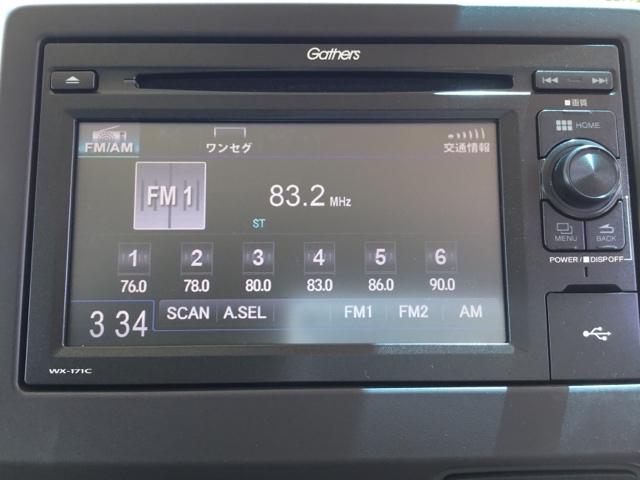 Gathers
■画質
HOME
FM/AM
ワンセグ
交通情報
FM 1
83.2 MHz
ST
1 2 3 4 5 6
76.0 78.0 80.0 83.0 86.0 90.0
MENU
BACK
POWER / ■DISP OFF
3 34
SCAN A.SEL FM1 FM2 AM
WX-171C